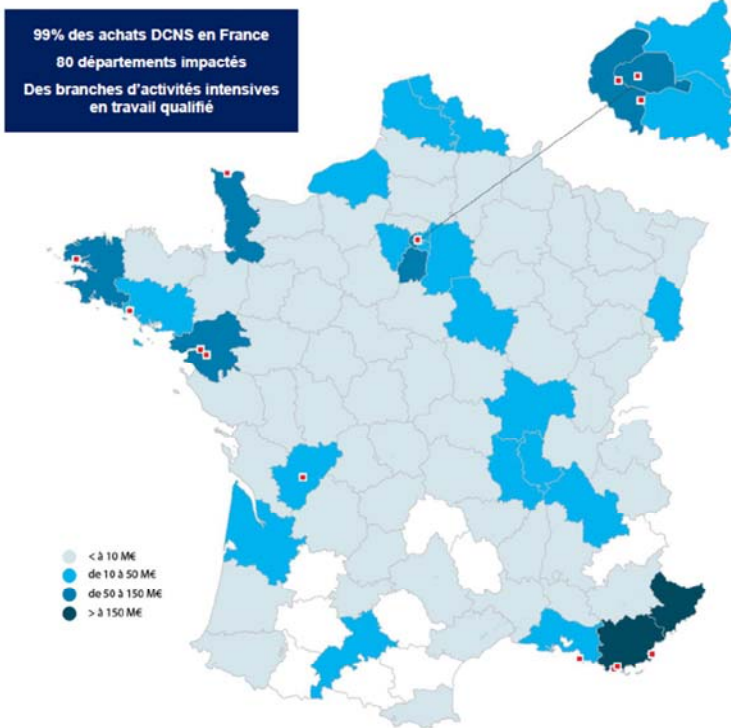 99% des achats DCNS en France
80 départements impactés
Des branches d'activités intensives
en travail qualifié
< à 10 M€
de 10 à 50 M€
de 50 à 150 M€
> à 150 M€